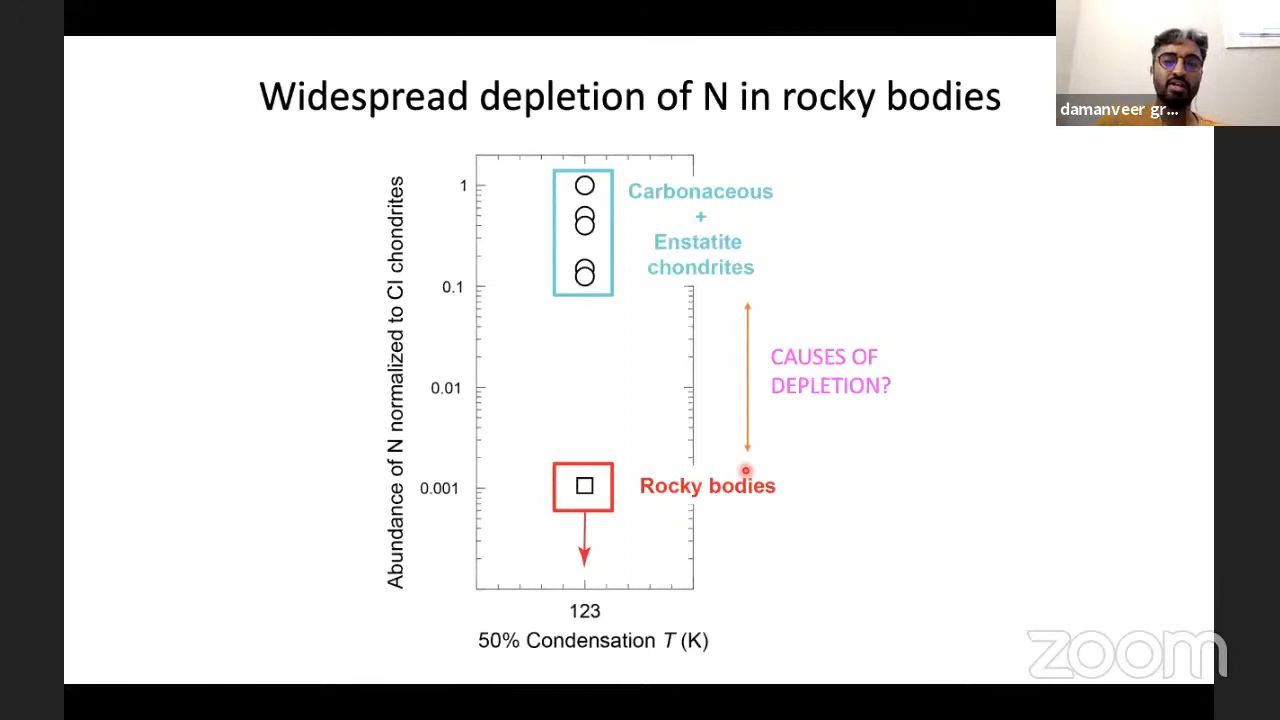 Widespread depletion of N in rocky bodies
damanveer gr...
Abundance of N normalized to CI chondrites
1
0.1
0.01
0.001
Carbonaceous
+
Enstatite
chondrites
CAUSES OF
DEPLETION?
Rocky bodies
123
50% Condensation T (K)
zoom